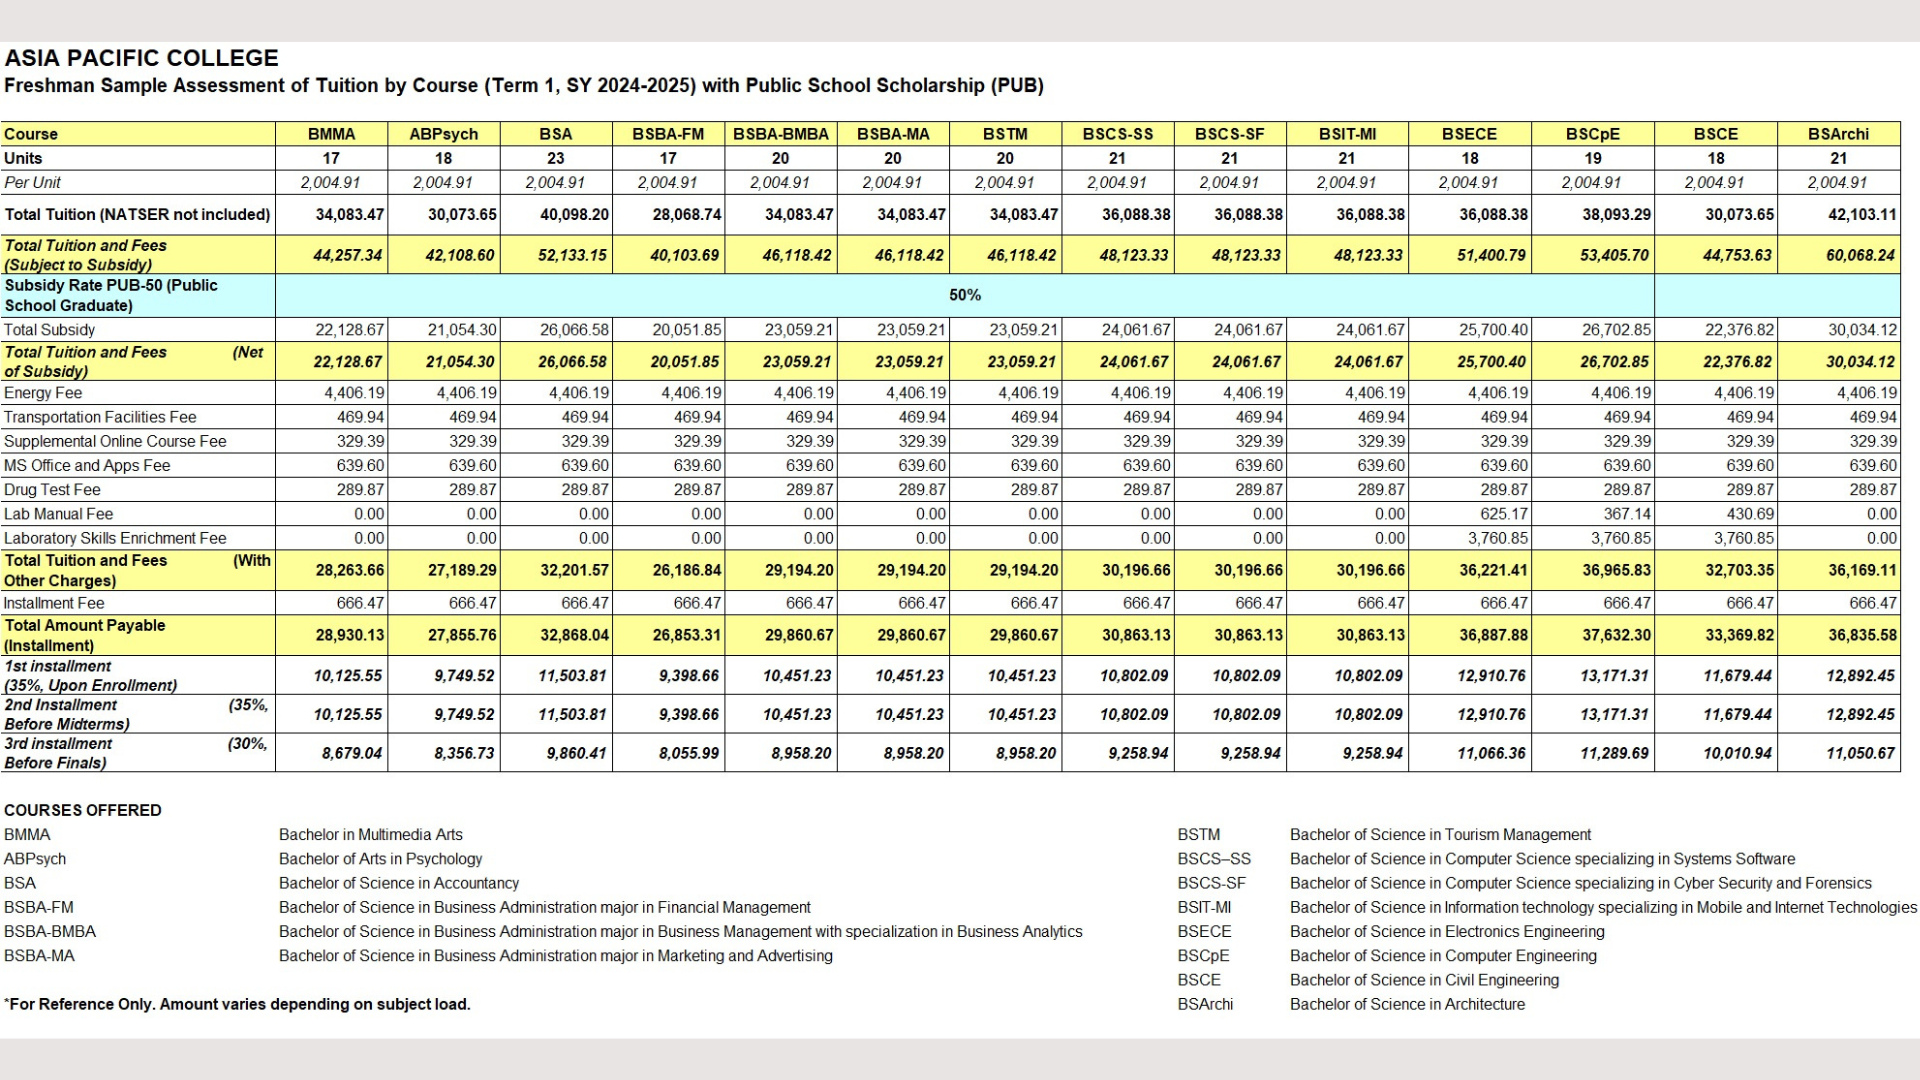 ASIA PACIFIC COLLEGE
Freshman Sample Assessment of Tuition by Course (Term 1, SY 2024-2025) with Public School Scholarship (PUB)
Course BMMA ABPsych BSA BSBA-FM BSBA-BMBA BSBA-MA BSTM BSCS-SS BSCS-SF BSIT-MI BSECE BSCpE BSCE BSArchi
Units 17 18 23 17 20 20 20 21 21 21 18 19 18 21
Per Unit 2,004.91 2,004.91 2,004.91 2,004.91 2,004.91 2,004.91 2,004.91 2,004.91 2,004.91 2,004.91 2,004.91 2,004.91 2,004.91 2,004.91
Total Tuition (NATSER not included) 34,083.47 30,073.65 40,098.20 28,068.74 34,083.47 34,083.47 34,083.47 36,088.38 36,088.38 36,088.38 36,088.38 38,093.29 30,073.65 42,103.11
Total Tuition and Fees
(Subject to Subsidy) 44,257.34 42,108.60 52,133.15 40,103.69 46,118.42 46,118.42 46,118.42 48,123.33 48,123.33 48,123.33 51,400.79 53,405.70 44,753.63 60,068.24
Subsidy Rate PUB-50 (Public
School Graduate) 50%
Total Subsidy 22,128.67 21,054.30 26,066.58 20,051.85 23,059.21 23,059.21 23,059.21 24,061.67 24,061.67 24,061.67 25,700.40 26,702.85 22,376.82 30,034.12
Total Tuition and Fees (Net
of Subsidy) 22,128.67 21,054.30 26,066.58 20,051.85 23,059.21 23,059.21 23,059.21 24,061.67 24,061.67 24,061.67 25,700.40 26,702.85 22,376.82 30,034.12
Energy Fee 4,406.19 4,406.19 4,406.19 4,406.19 4,406.19 4,406.19 4,406.19 4,406.19 4,406.19 4,406.19 4,406.19 4,406.19 4,406.19 4,406.19
Transportation Facilities Fee 469.94 469.94 469.94 469.94 469.94 469.94 469.94 469.94 469.94 469.94 469.94 469.94 469.94 469.94
Supplemental Online Course Fee 329.39 329.39 329.39 329.39 329.39 329.39 329.39 329.39 329.39 329.39 329.39 329.39 329.39 329.39
MS Office and Apps Fee 639.60 639.60 639.60 639.60 639.60 639.60 639.60 639.60 639.60 639.60 639.60 639.60 639.60 639.60
Drug Test Fee 289.87 289.87 289.87 289.87 289.87 289.87 289.87 289.87 289.87 289.87 289.87 289.87 289.87 289.87
Lab Manual Fee 0.00 0.00 0.00 0.00 0.00 0.00 0.00 0.00 0.00 0.00 625.17 367.14 430.69 0.00
Laboratory Skills Enrichment Fee 0.00 0.00 0.00 0.00 0.00 0.00 0.00 0.00 0.00 0.00 3,760.85 3,760.85 3,760.85 0.00
Total Tuition and Fees (With
Other Charges) 28,263.66 27,189.29 32,201.57 26,186.84 29,194.20 29,194.20 29,194.20 30,196.66 30,196.66 30,196.66 36,221.41 36,965.83 32,703.35 36,169.11
Installment Fee 666.47 666.47 666.47 666.47 666.47 666.47 666.47 666.47 666.47 666.47 666.47 666.47 666.47 666.47
Total Amount Payable
(Installment) 28,930.13 27,855.76 32,868.04 26,853.31 29,860.67 29,860.67 29,860.67 30,863.13 30,863.13 30,863.13 36,887.88 37,632.30 33,369.82 36,835.58
1st installment
(35%, Upon Enrollment) 10,125.55 9,749.52 11,503.81 9,398.66 10,451.23 10,451.23 10,451.23 10,802.09 10,802.09 10,802.09 12,910.76 13,171.31 11,679.44 12,892.45
2nd Installment (35%,
Before Midterms) 10,125.55 9,749.52 11,503.81 9,398.66 10,451.23 10,451.23 10,451.23 10,802.09 10,802.09 10,802.09 12,910.76 13,171.31 11,679.44 12,892.45
3rd installment (30%,
Before Finals) 8,679.04 8,356.73 9,860.41 8,055.99 8,958.20 8,958.20 8,958.20 9,258.94 9,258.94 9,258.94 11,066.36 11,289.69 10,010.94 11,050.67
COURSES OFFERED
BMMA Bachelor in Multimedia Arts
ABPsych Bachelor of Arts in Psychology
BSA Bachelor of Science in Accountancy
BSBA-FM Bachelor of Science in Business Administration major in Financial Management
BSBA-BMBA Bachelor of Science in Business Administration major in Business Management with specialization in Business Analytics
BSBA-MA Bachelor of Science in Business Administration major in Marketing and Advertising
BSTM Bachelor of Science in Tourism Management
BSCS–SS Bachelor of Science in Computer Science specializing in Systems Software
BSCS-SF Bachelor of Science in Computer Science specializing in Cyber Security and Forensics
BSIT-MI Bachelor of Science in Information technology specializing in Mobile and Internet Technologies
BSECE Bachelor of Science in Electronics Engineering
BSCpE Bachelor of Science in Computer Engineering
BSCE Bachelor of Science in Civil Engineering
BSArchi Bachelor of Science in Architecture
*For Reference Only. Amount varies depending on subject load.